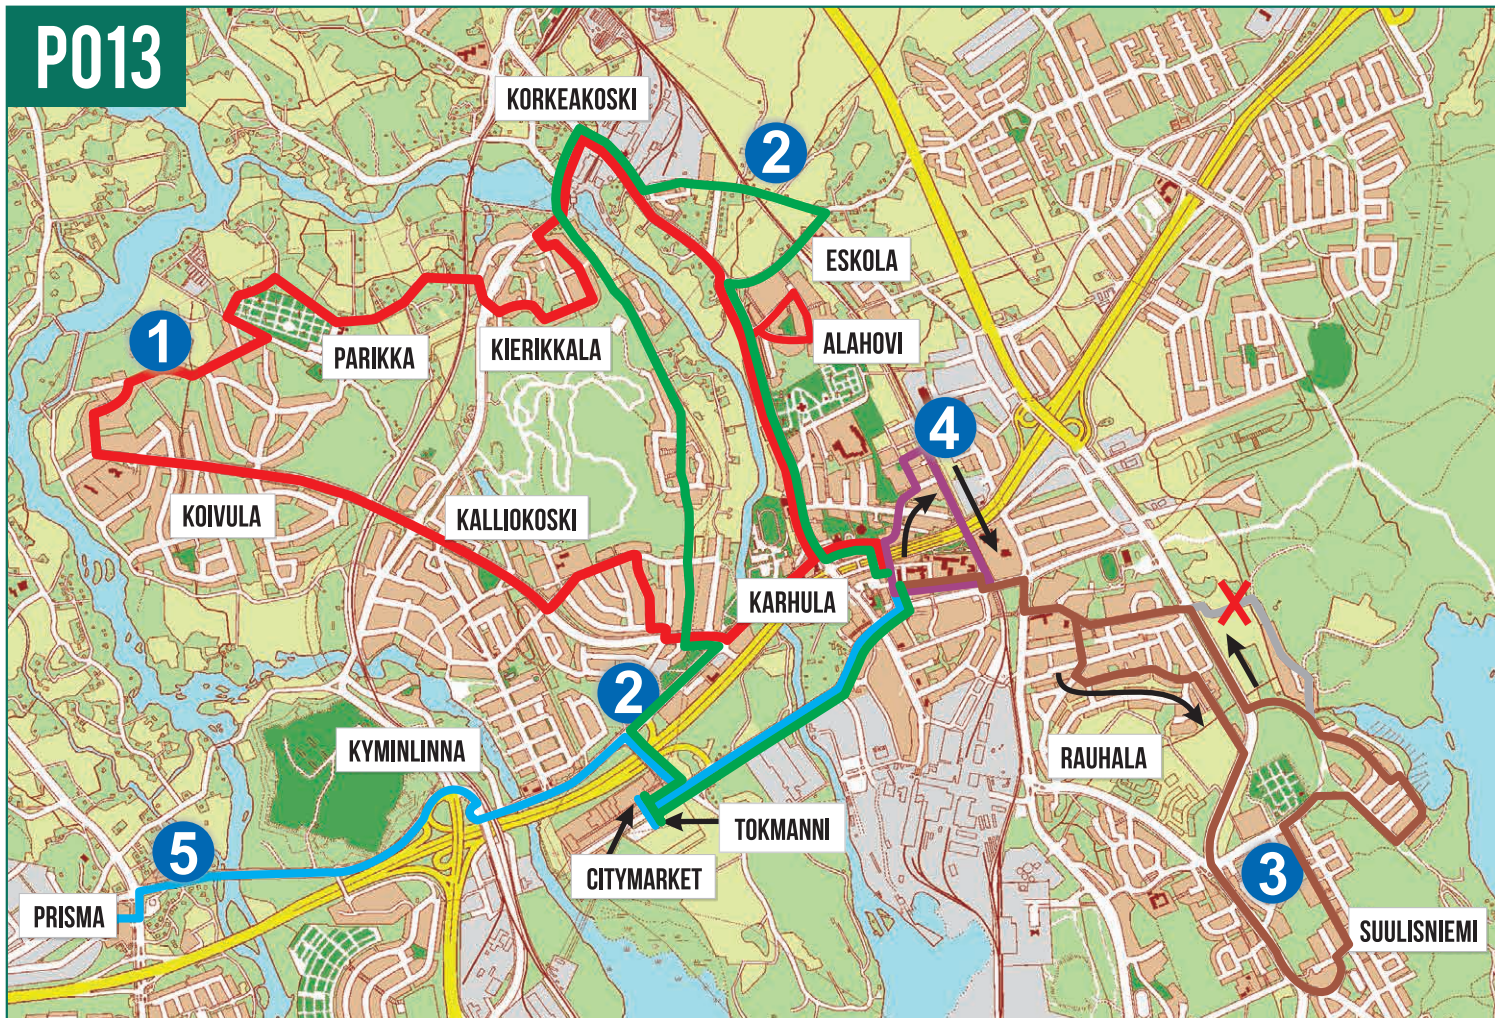 P013
KORKEAKOSKI
2
ESKOLA
1
PARIKKA
KIERIKKALA
ALAHOVI
4
KOIVULA
KALLIOKOSKI
KARHULA
X
2
KYMINLINNA
RAUHALA
TOKMANNI
5
CITYMARKET
3
PRISMA
SUULISNIEMI